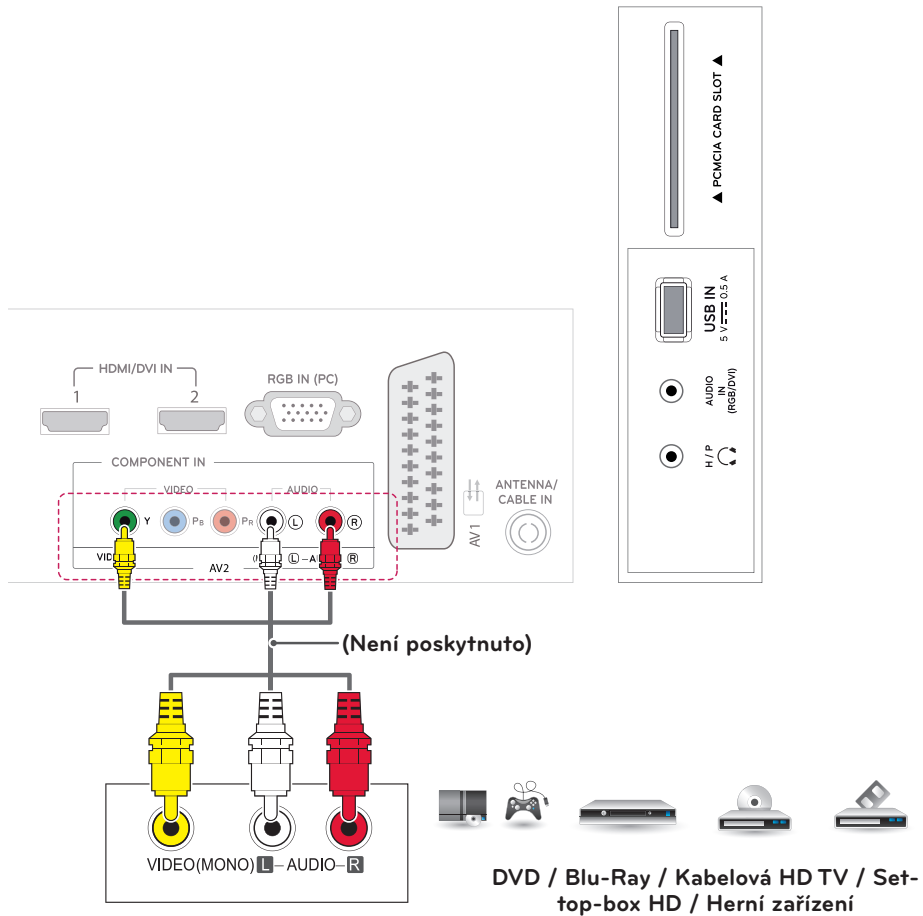 ▲ PCMCIA CARD SLOT ▲
USB IN
5 V 0.5 A
AUDIO
IN
(RGB/DVI)
H / P
HDMI/DVI IN
1
2
RGB IN (PC)
COMPONENT IN
VIDEO
AUDIO
Y
PB
PR
L
R
AV2
L
R
AV1
ANTENNA/
CABLE IN
(Není poskytnuto)
VIDEO(MONO) L – AUDIO – R
DVD / Blu-Ray / Kabelová HD TV / Set-
top-box HD / Herní zařízení